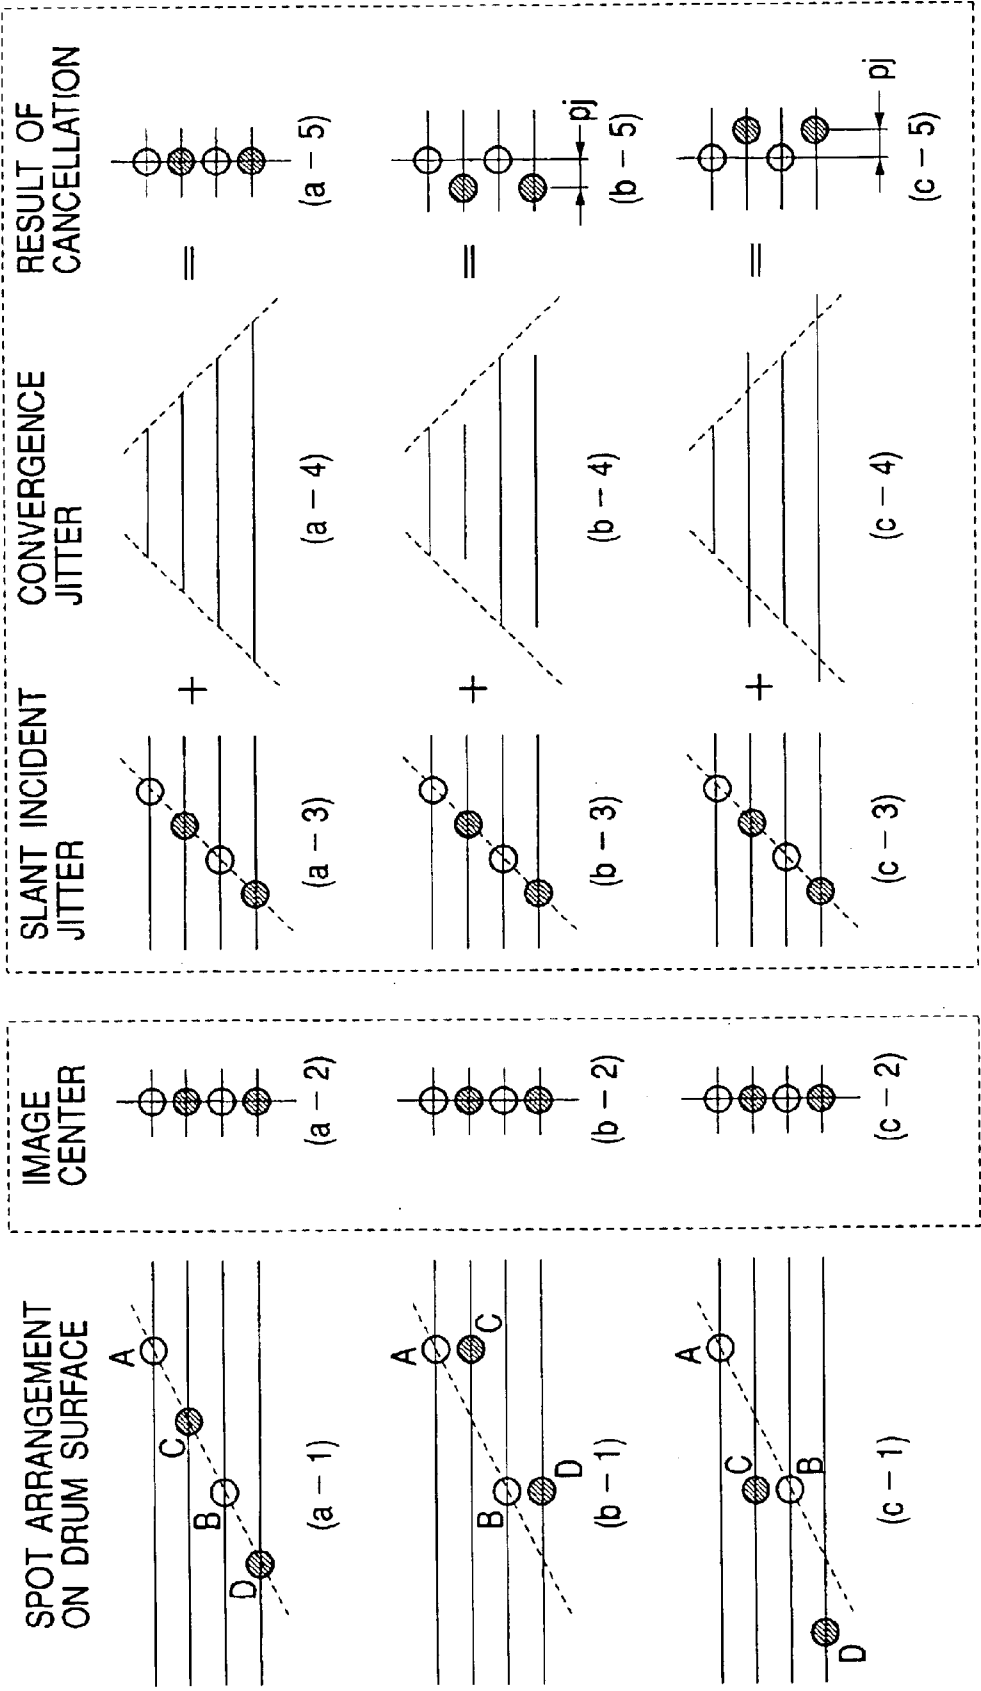 SPOT ARRANGEMENT
ON DRUM SURFACE
IMAGE
CENTER
SLANT INCIDENT
JITTER
CONVERGENCE
JITTER
RESULT OF
CANCELLATION
A
C
B
D
(a – 1)
(a – 2)
(a – 3)
+
(a – 4)
=
(a – 5)
A
C
B
D
(b – 1)
(b – 2)
(b – 3)
+
(b – 4)
=
pj
(b – 5)
A
C
B
D
(c – 1)
(c – 2)
(c – 3)
+
(c – 4)
=
pj
(c – 5)